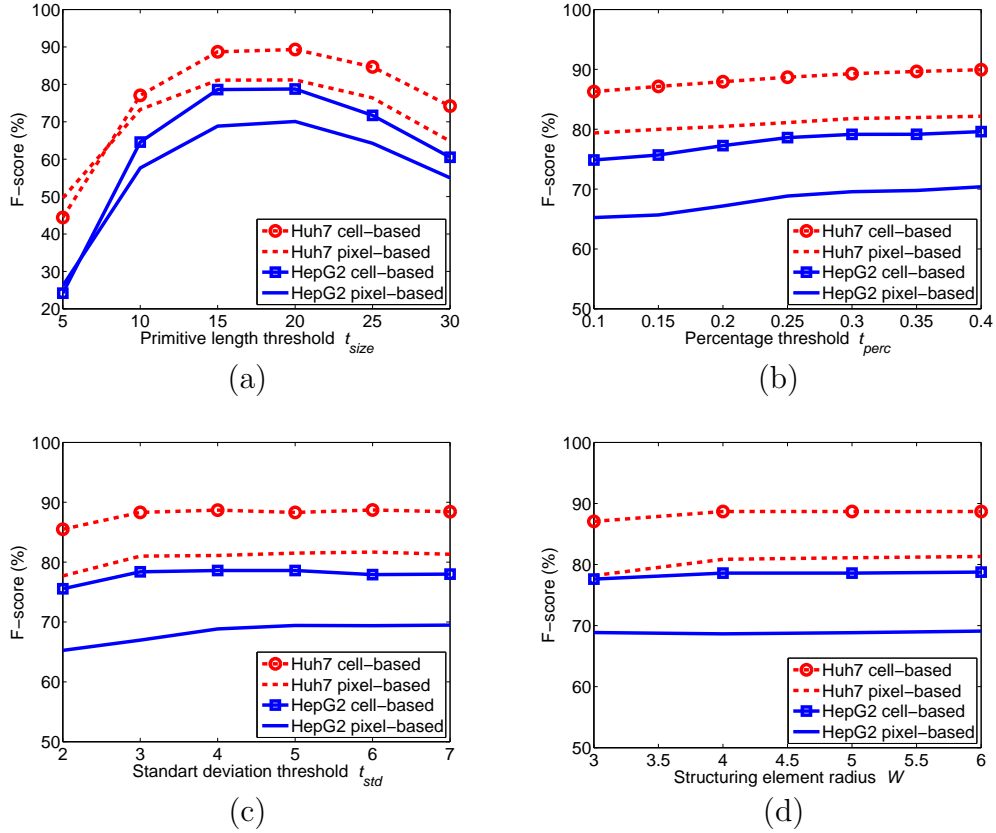 100
90
80
70
60
50
40
30
20
5 10 15 20 25 30
F−score (%)
Primitive length threshold t_size
Huh7 cell−based
Huh7 pixel−based
HepG2 cell−based
HepG2 pixel−based
(a)
100
90
80
70
60
50
0.1 0.15 0.2 0.25 0.3 0.35 0.4
F−score (%)
Percentage threshold t_perc
Huh7 cell−based
Huh7 pixel−based
HepG2 cell−based
HepG2 pixel−based
(b)
100
90
80
70
60
50
2 3 4 5 6 7
F−score (%)
Standart deviation threshold t_std
Huh7 cell−based
Huh7 pixel−based
HepG2 cell−based
HepG2 pixel−based
(c)
100
90
80
70
60
50
3 3.5 4 4.5 5 5.5 6
F−score (%)
Structuring element radius W
Huh7 cell−based
Huh7 pixel−based
HepG2 cell−based
HepG2 pixel−based
(d)